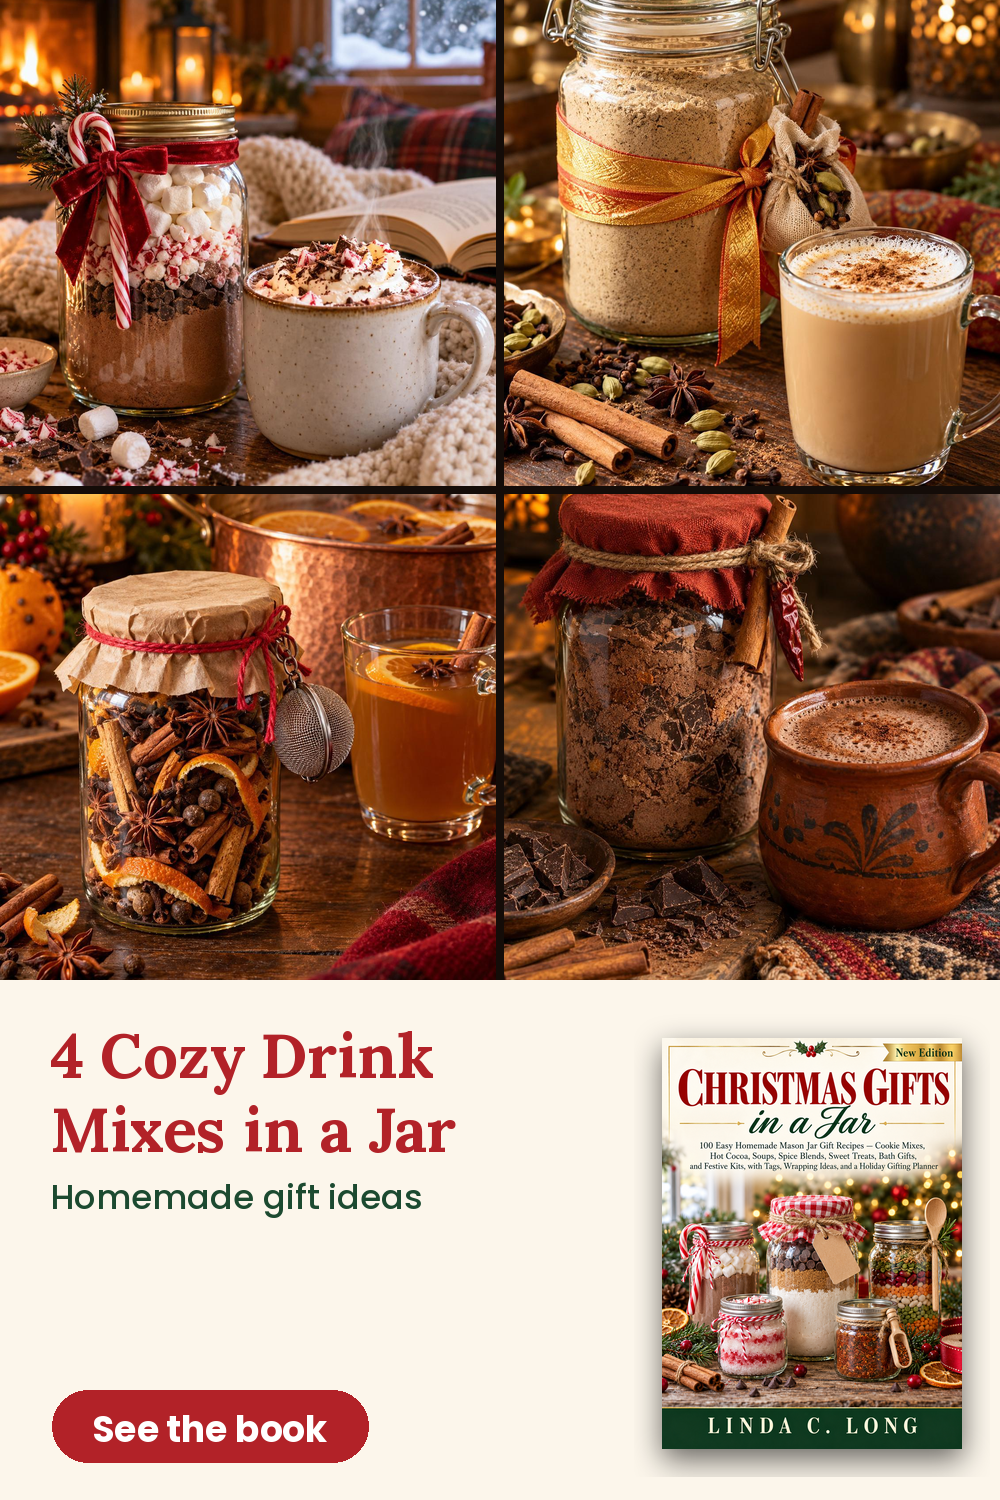 4 Cozy Drink
Mixes in a Jar
Homemade gift ideas
See the book
New Edition
CHRISTMAS GIFTS
in a Jar
100 Easy Homemade Mason Jar Gift Recipes — Cookie Mixes,
Hot Cocoa, Soups, Spice Blends, Sweet Treats, Bath Gifts,
and Festive Kits, with Tags, Wrapping Ideas, and a Holiday Gifting Planner
LINDA C. LONG